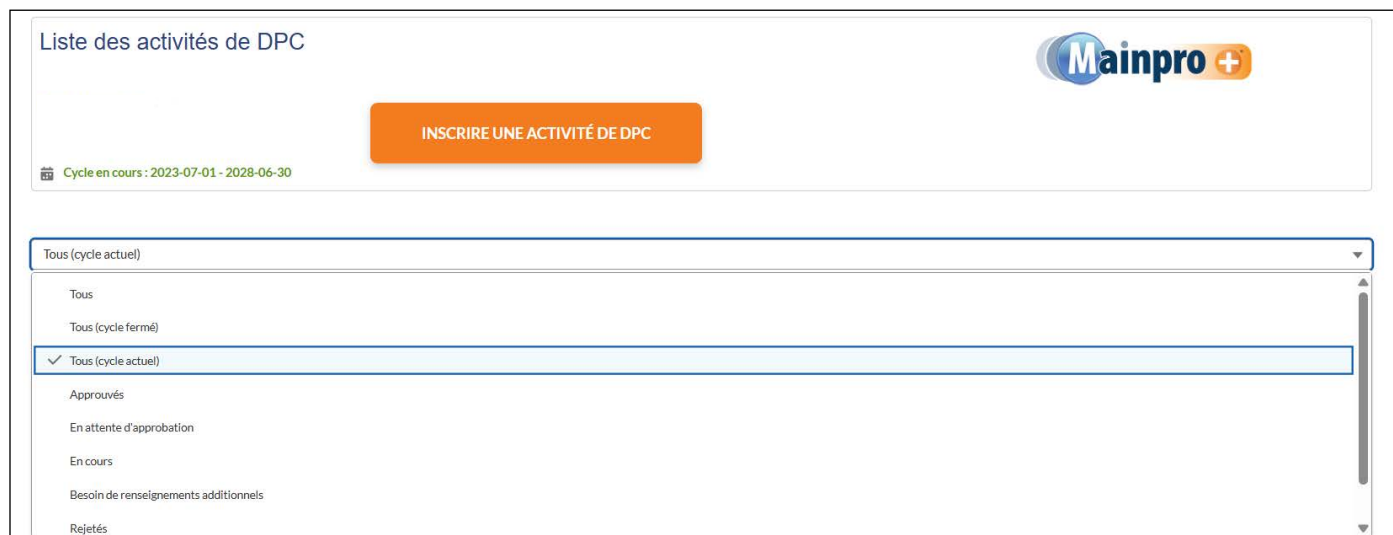 Liste des activités de DPC
Mainpro+
INSCRIRE UNE ACTIVITÉ DE DPC
Cycle en cours : 2023-07-01 - 2028-06-30
Tous (cycle actuel)
Tous
Tous (cycle fermé)
Tous (cycle actuel)
Approuvés
En attente d'approbation
En cours
Besoin de renseignements additionnels
Rejetés